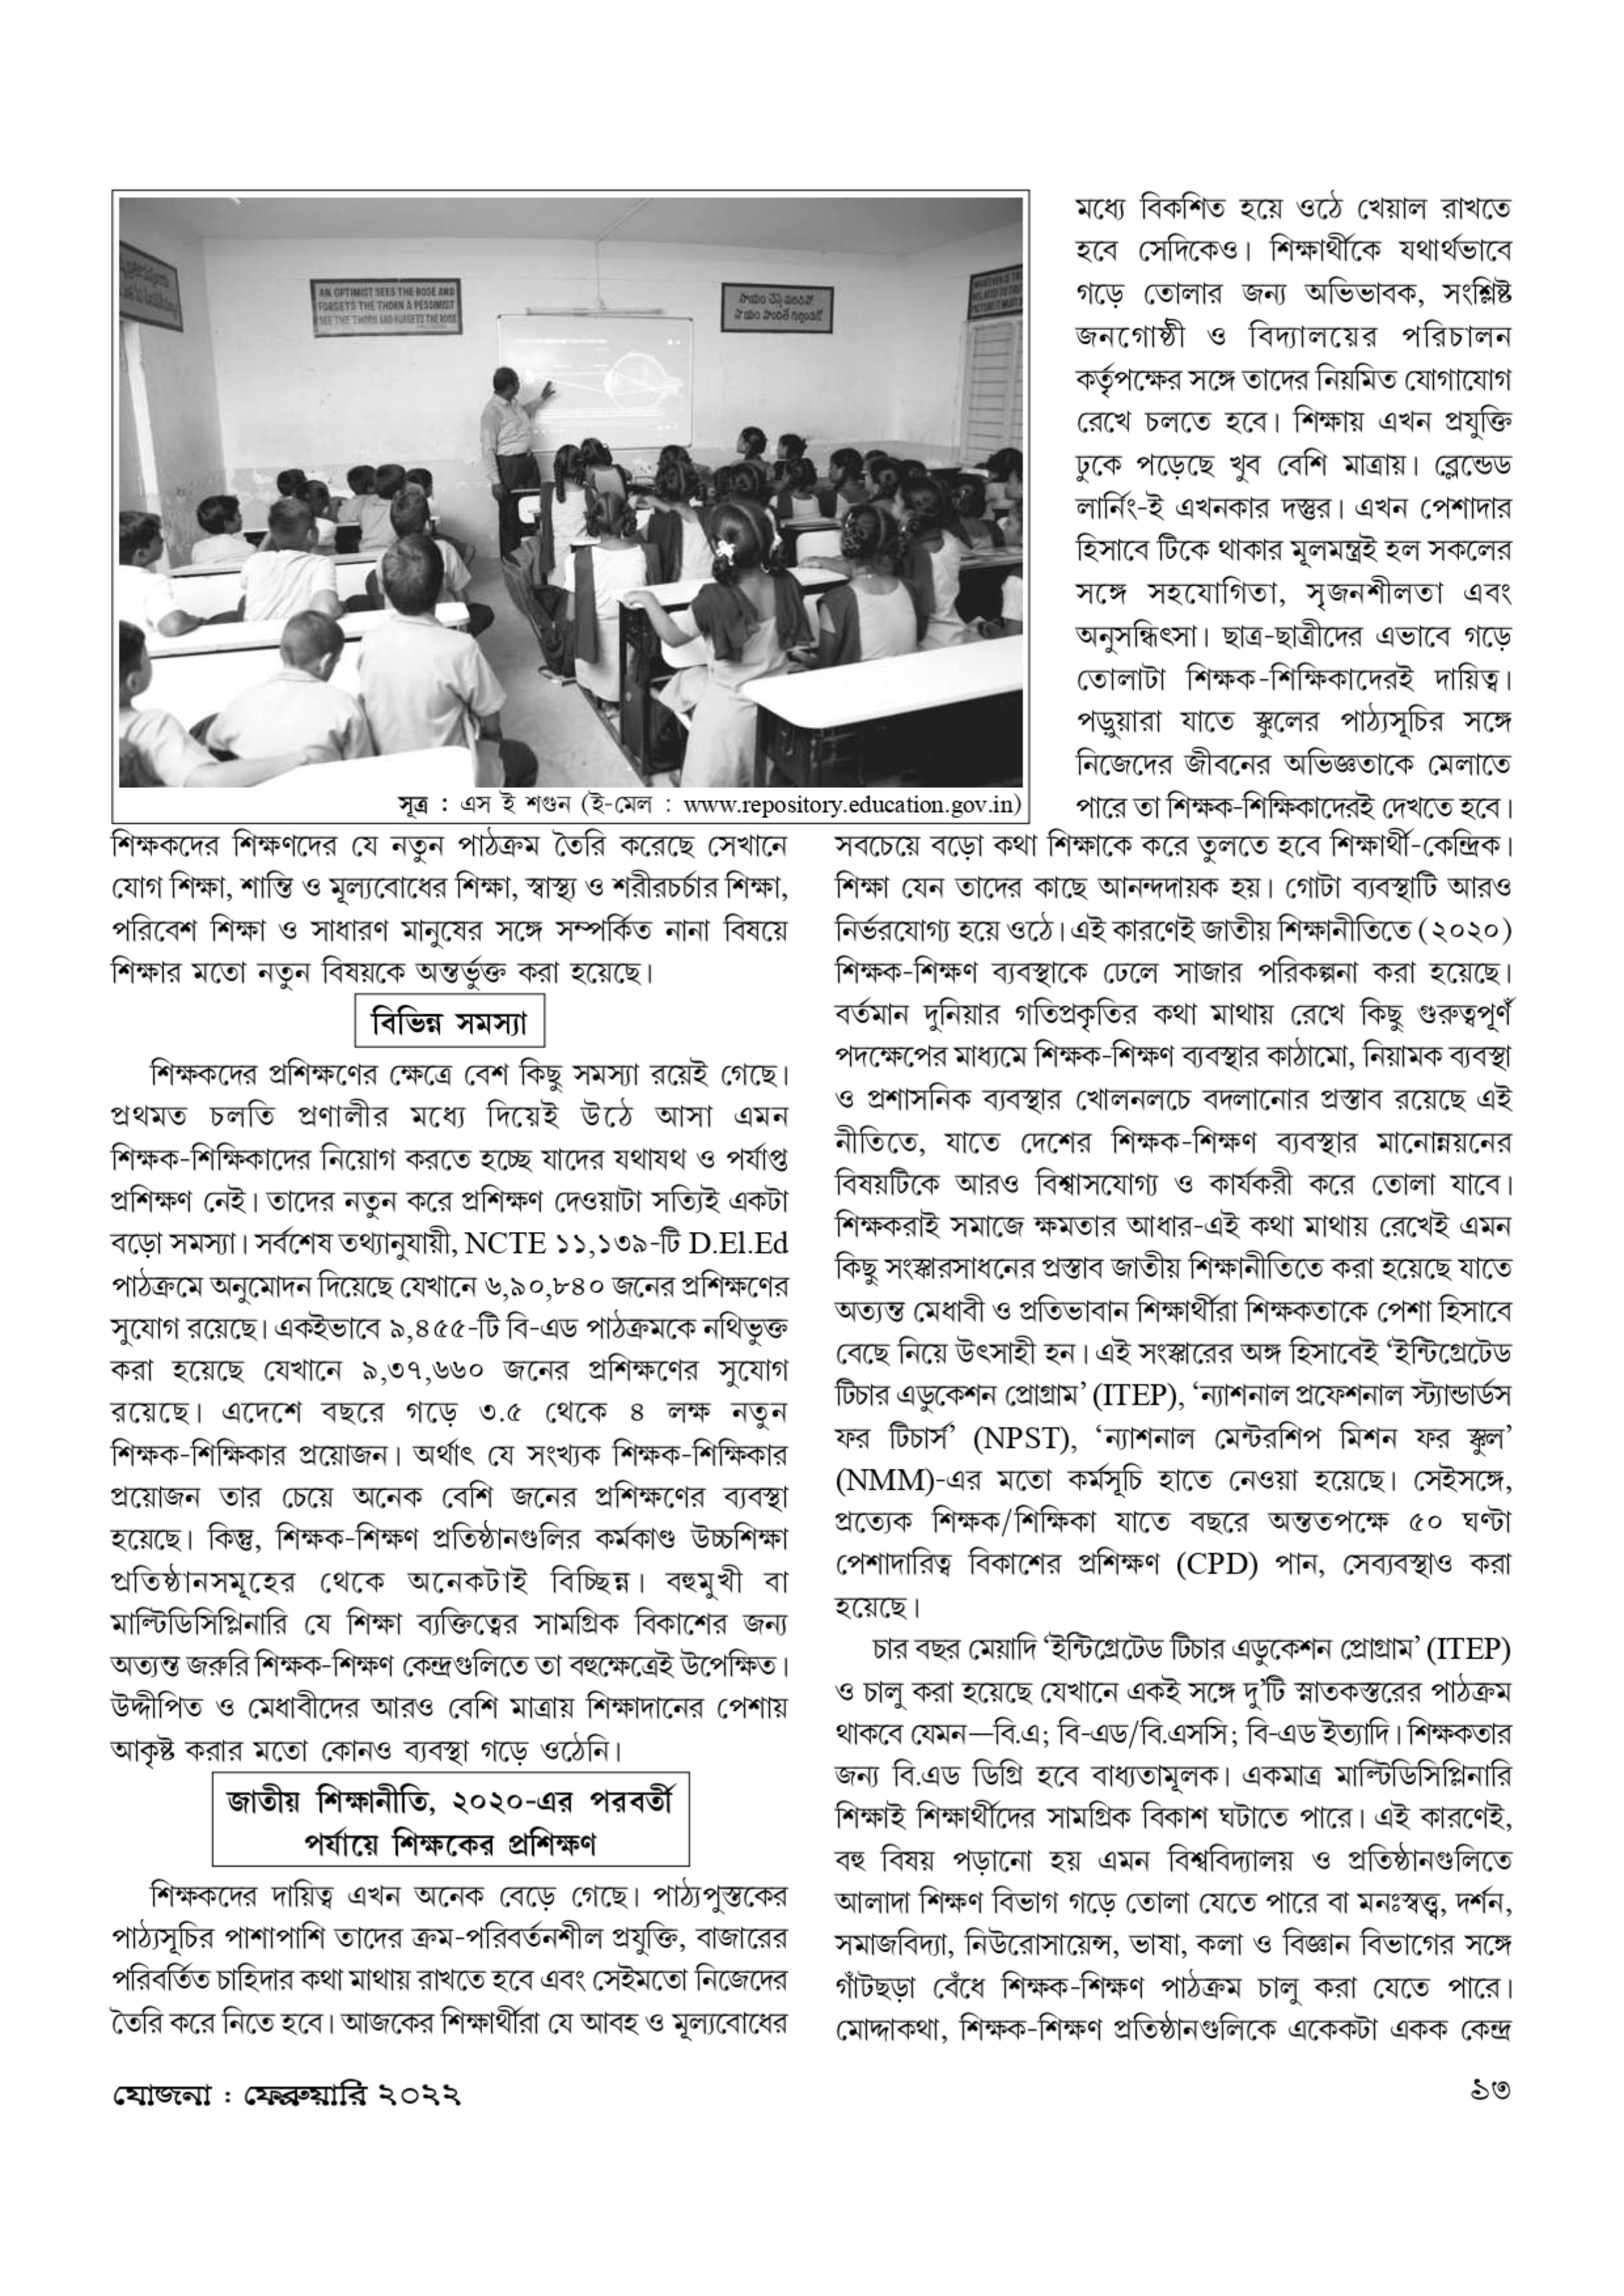 AN OPTIMIST SEES THE ROSE AND
FORGETS THE THORN A PESSIMIST
SEE THE THORN AND FORGETS THE ROSE
సూత్ర : এস ই শগুন (ই-মেল : www.repository.education.gov.in)
শিক্ষকদের শিক্ষণদের যে নতুন পাঠক্রম তৈরি করেছে সেখানে
যোগ শিক্ষা, শান্তি ও মূল্যবোধের শিক্ষা, স্বাস্থ্য ও শরীরচর্চার শিক্ষা,
পরিবেশ শিক্ষা ও সাধারণ মানুষের সঙ্গে সম্পর্কিত নানা বিষয়ে
শিক্ষার মতো নতুন বিষয়কে অন্তর্ভুক্ত করা হয়েছে।
বিভিন্ন সমস্যা
শিক্ষকদের প্রশিক্ষণের ক্ষেত্রে বেশ কিছু সমস্যা রয়েই গেছে।
প্রথমত চলতি প্রণালীর মধ্যে দিয়েই উঠে আসা এমন
শিক্ষক-শিক্ষিকাদের নিয়োগ করতে হচ্ছে যাদের যথাযথ ও পর্যাপ্ত
প্রশিক্ষণ নেই। তাদের নতুন করে প্রশিক্ষণ দেওয়াটা সত্যিই একটা
বড়ো সমস্যা। সর্বশেষ তথ্যানুযায়ী, NCTE ১১,১৩৯-টি D.El.Ed
পাঠক্রমে অনুমোদন দিয়েছে যেখানে ৬,৯০,৮৪০ জনের প্রশিক্ষণের
সুযোগ রয়েছে। একইভাবে ৯,৪৫৫-টি বি-এড পাঠক্রমকে নথিভুক্ত
করা হয়েছে যেখানে ৯,৩৭,৬৬০ জনের প্রশিক্ষণের সুযোগ
রয়েছে। এদেশে বছরে গড়ে ৩.৫ থেকে ৪ লক্ষ নতুন
শিক্ষক-শিক্ষিকার প্রয়োজন। অর্থাৎ যে সংখ্যক শিক্ষক-শিক্ষিকার
প্রয়োজন তার চেয়ে অনেক বেশি জনের প্রশিক্ষণের ব্যবস্থা
হয়েছে। কিন্তু, শিক্ষক-শিক্ষণ প্রতিষ্ঠানগুলির কর্মকাণ্ড উচ্চশিক্ষা
প্রতিষ্ঠানসমূহের থেকে অনেকটাই বিচ্ছিন্ন। বহুমুখী বা
মাল্টিডিসিপ্লিনারি যে শিক্ষা ব্যক্তিত্বের সামগ্রিক বিকাশের জন্য
অত্যন্ত জরুরি শিক্ষক-শিক্ষণ কেন্দ্রগুলিতে তা বহুক্ষেত্রেই উপেক্ষিত।
উদ্দীপিত ও মেধাবীদের আরও বেশি মাত্রায় শিক্ষাদানের পেশায়
আকৃষ্ট করার মতো কোনও ব্যবস্থা গড়ে ওঠেনি।
জাতীয় শিক্ষানীতি, ২০২০-এর পরবর্তী
পর্যায়ে শিক্ষকের প্রশিক্ষণ
শিক্ষকদের দায়িত্ব এখন অনেক বেড়ে গেছে। পাঠ্যপুস্তকের
পাঠ্যসূচির পাশাপাশি তাদের ক্রম-পরিবর্তনশীল প্রযুক্তি, বাজারের
পরিবর্তিত চাহিদার কথা মাথায় রাখতে হবে এবং সেইমতো নিজেদের
তৈরি করে নিতে হবে। আজকের শিক্ষার্থীরা যে আবহ ও মূল্যবোধের
মধ্যে বিকশিত হয়ে ওঠে খেয়াল রাখতে
হবে সেদিকেও। শিক্ষার্থীকে যথার্থভাবে
গড়ে তোলার জন্য অভিভাবক, সংশ্লিষ্ট
জনগোষ্ঠী ও বিদ্যালয়ের পরিচালন
কর্তৃপক্ষের সঙ্গে তাদের নিয়মিত যোগাযোগ
রেখে চলতে হবে। শিক্ষায় এখন প্রযুক্তি
ঢুকে পড়েছে খুব বেশি মাত্রায়। ব্লেন্ডেড
লার্নিং-ই এখনকার দস্তুর। এখন পেশাদার
হিসাবে টিকে থাকার মূলমন্ত্রই হল সকলের
সঙ্গে সহযোগিতা, সৃজনশীলতা এবং
অনুসন্ধিৎসা। ছাত্র-ছাত্রীদের এভাবে গড়ে
তোলাটা শিক্ষক-শিক্ষিকাদেরই দায়িত্ব।
পড়ুয়ারা যাতে স্কুলের পাঠ্যসূচির সঙ্গে
নিজেদের জীবনের অভিজ্ঞতাকে মেলাতে
পারে তা শিক্ষক-শিক্ষিকাদেরই দেখতে হবে।
সবচেয়ে বড়ো কথা শিক্ষাকে করে তুলতে হবে শিক্ষার্থী-কেন্দ্রিক।
শিক্ষা যেন তাদের কাছে আনন্দদায়ক হয়। গোটা ব্যবস্থাটি আরও
নির্ভরযোগ্য হয়ে ওঠে। এই কারণেই জাতীয় শিক্ষানীতিতে (২০২০)
শিক্ষক-শিক্ষণ ব্যবস্থাকে ঢেলে সাজার পরিকল্পনা করা হয়েছে।
বর্তমান দুনিয়ার গতিপ্রকৃতির কথা মাথায় রেখে কিছু গুরুত্বপূর্ণ
পদক্ষেপের মাধ্যমে শিক্ষক-শিক্ষণ ব্যবস্থার কাঠামো, নিয়ামক ব্যবস্থা
ও প্রশাসনিক ব্যবস্থার খোলনলচে বদলানোর প্রস্তাব রয়েছে এই
নীতিতে, যাতে দেশের শিক্ষক-শিক্ষণ ব্যবস্থার মানোন্নয়নের
বিষয়টিকে আরও বিশ্বাসযোগ্য ও কার্যকরী করে তোলা যাবে।
শিক্ষকরাই সমাজে ক্ষমতার আধার-এই কথা মাথায় রেখেই এমন
কিছু সংস্কারসাধনের প্রস্তাব জাতীয় শিক্ষানীতিতে করা হয়েছে যাতে
অত্যন্ত মেধাবী ও প্রতিভাবান শিক্ষার্থীরা শিক্ষকতাকে পেশা হিসাবে
বেছে নিয়ে উৎসাহী হন। এই সংস্কারের অঙ্গ হিসাবেই ‘ইন্টিগ্রেটেড
টিচার এডুকেশন প্রোগ্রাম’ (ITEP), ‘ন্যাশনাল প্রফেশনাল স্ট্যান্ডার্ডস
ফর টিচার্স’ (NPST), ‘ন্যাশনাল মেন্টরশিপ মিশন ফর স্কুল’
(NMM)-এর মতো কর্মসূচি হাতে নেওয়া হয়েছে। সেইসঙ্গে,
প্রত্যেক শিক্ষক/শিক্ষিকা যাতে বছরে অন্ততপক্ষে ৫০ ঘণ্টা
পেশাদারিত্ব বিকাশের প্রশিক্ষণ (CPD) পান, সেব্যবস্থাও করা
হয়েছে।
চার বছর মেয়াদি ‘ইন্টিগ্রেটেড টিচার এডুকেশন প্রোগ্রাম’ (ITEP)
ও চালু করা হয়েছে যেখানে একই সঙ্গে দু’টি স্নাতকস্তরের পাঠক্রম
থাকবে যেমন—বি.এ; বি-এড/বি.এসসি; বি-এড ইত্যাদি। শিক্ষকতার
জন্য বি.এড ডিগ্রি হবে বাধ্যতামূলক। একমাত্র মাল্টিডিসিপ্লিনারি
শিক্ষাই শিক্ষার্থীদের সামগ্রিক বিকাশ ঘটাতে পারে। এই কারণেই,
বহু বিষয় পড়ানো হয় এমন বিশ্ববিদ্যালয় ও প্রতিষ্ঠানগুলিতে
আলাদা শিক্ষণ বিভাগ গড়ে তোলা যেতে পারে বা মনঃস্বত্ত্ব, দর্শন,
সমাজবিদ্যা, নিউরোসায়েন্স, ভাষা, কলা ও বিজ্ঞান বিভাগের সঙ্গে
গাঁটছড়া বেঁধে শিক্ষক-শিক্ষণ পাঠক্রম চালু করা যেতে পারে।
মোদ্দাকথা, শিক্ষক-শিক্ষণ প্রতিষ্ঠানগুলিকে একেকটা একক কেন্দ্র
যোজনা : ফেব্রুয়ারি ২০২২
১৩